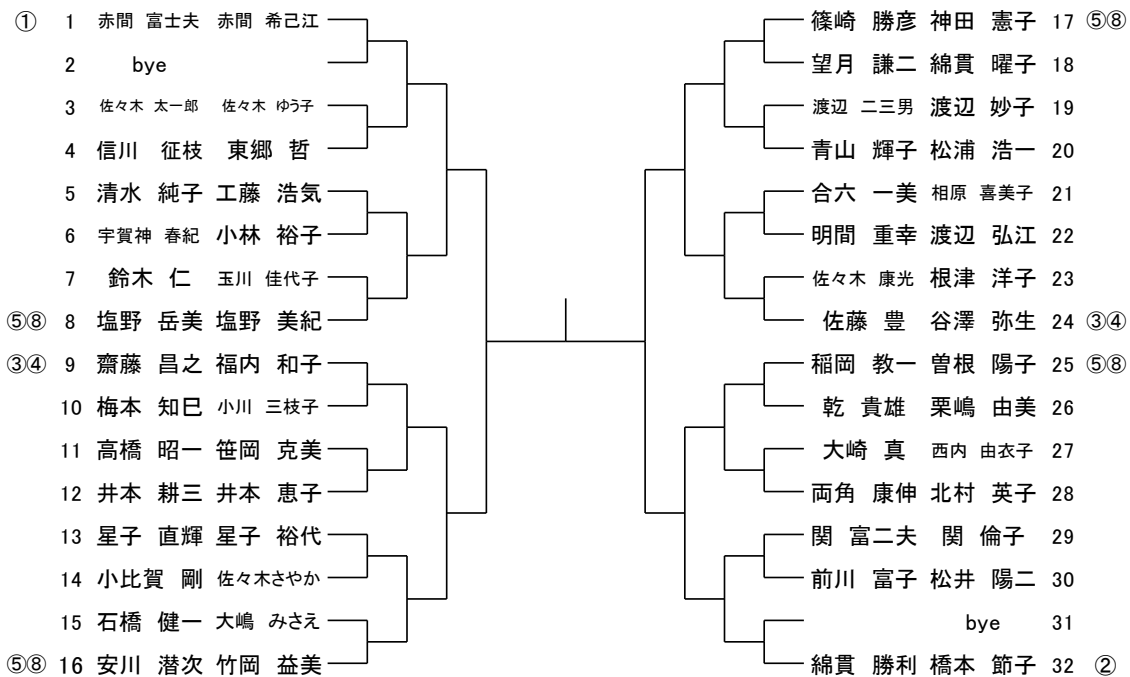 ① 1 赤間 富士夫 赤間 希己江
2 bye
3 佐々木 太一郎 佐々木 ゆう子
4 信川 征枝 東郷 哲
5 清水 純子 工藤 浩気
6 宇賀神 春紀 小林 裕子
7 鈴木 仁 玉川 佳代子
⑤⑧ 8 塩野 岳美 塩野 美紀
③④ 9 齋藤 昌之 福内 和子
10 梅本 知巳 小川 三枝子
11 高橋 昭一 笹岡 克美
12 井本 耕三 井本 恵子
13 星子 直輝 星子 裕代
14 小比賀 剛 佐々木さやか
15 石橋 健一 大嶋 みさえ
⑤⑧ 16 安川 潜次 竹岡 益美
篠崎 勝彦 神田 憲子 17 ⑤⑧
望月 謙二 綿貫 曜子 18
渡辺 二三男 渡辺 妙子 19
青山 輝子 松浦 浩一 20
合六 一美 相原 喜美子 21
明間 重幸 渡辺 弘江 22
佐々木 康光 根津 洋子 23
佐藤 豊 谷澤 弥生 24 ③④
稲岡 教一 曽根 陽子 25 ⑤⑧
乾 貴雄 栗嶋 由美 26
大崎 真 西内 由衣子 27
両角 康伸 北村 英子 28
関 富二夫 関 倫子 29
前川 富子 松井 陽二 30
bye 31
綿貫 勝利 橋本 節子 32 ②